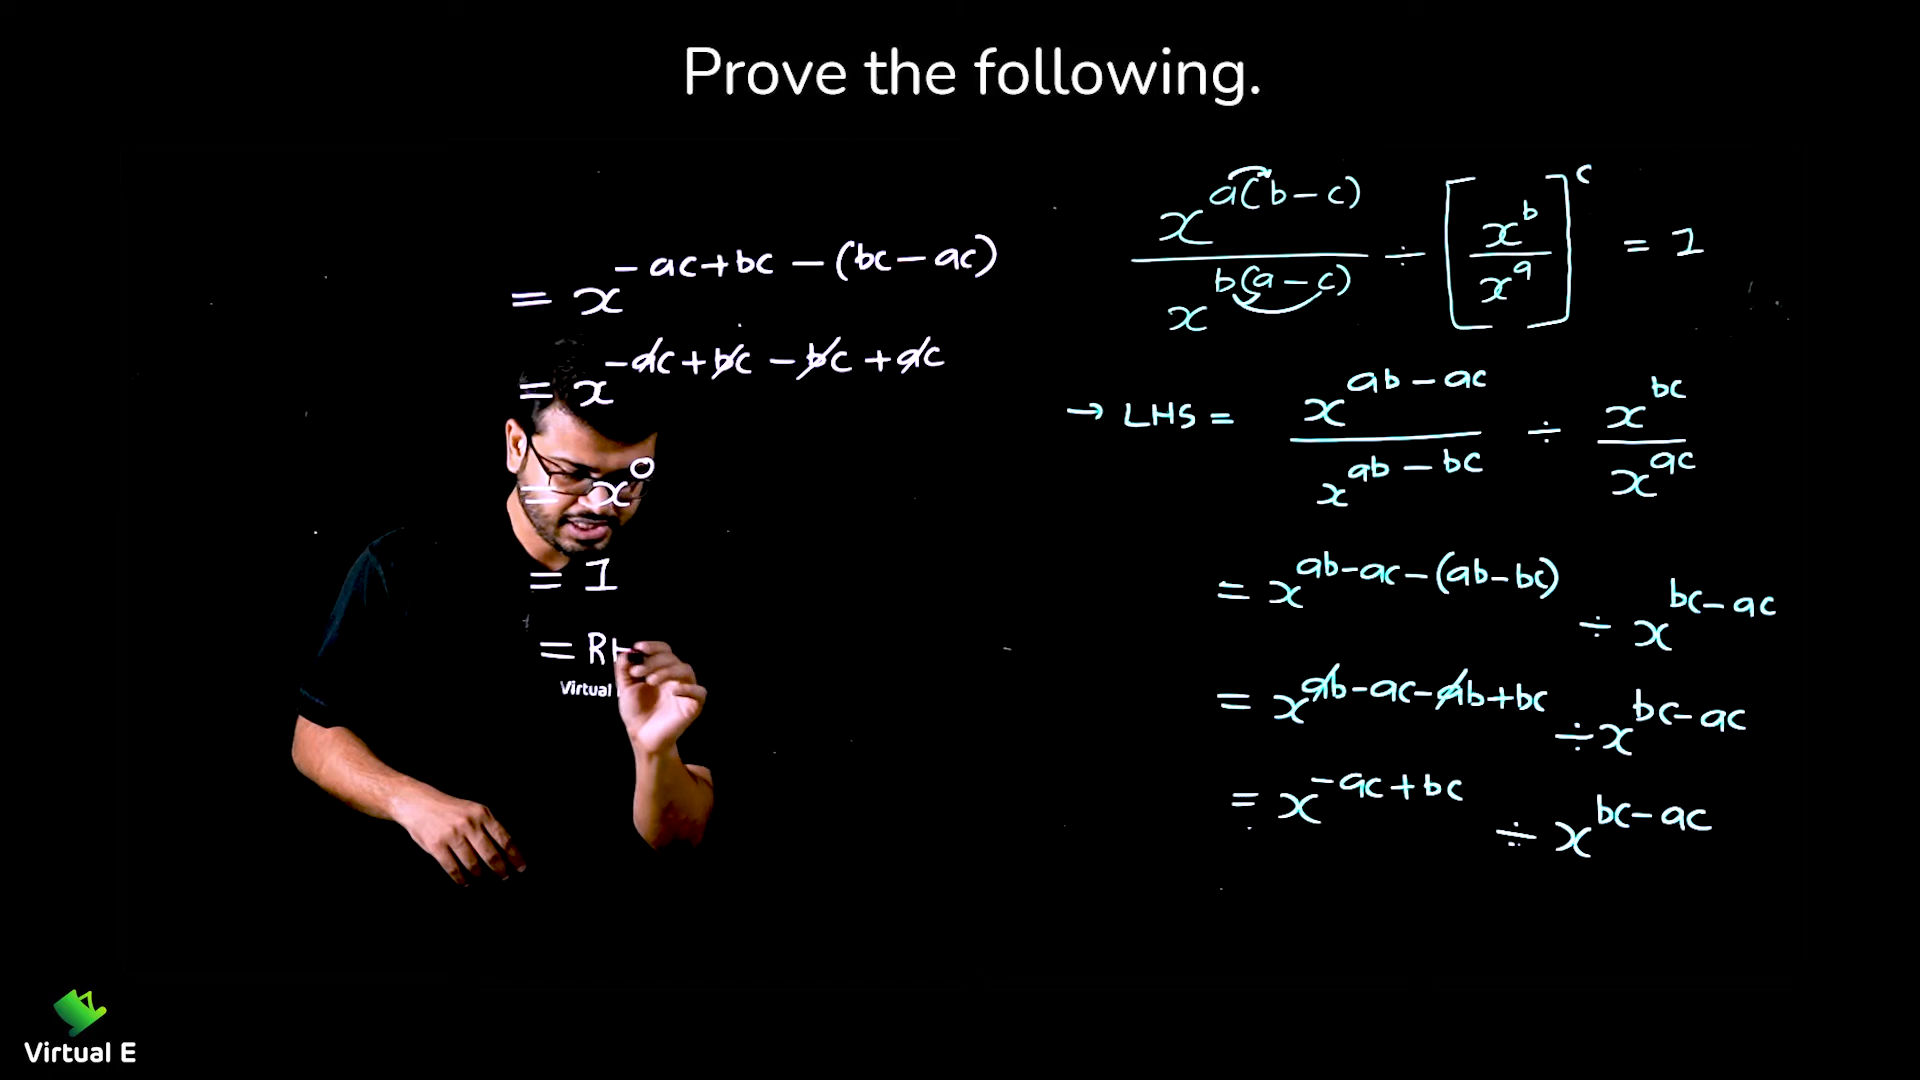 Prove the following.
x^{a(b-c)} / x^{b(a-c)} ÷ [x^b / x^a]^c = 1
→ LHS = x^{ab-ac} / x^{ab-bc} ÷ x^{bc} / x^{ac}
= x^{ab-ac-(ab-bc)} ÷ x^{bc-ac}
= x^{ab-ac-ab+bc} ÷ x^{bc-ac}
= x^{-ac+bc} ÷ x^{bc-ac}
= x^{-ac+bc-(bc-ac)}
= x^{-ac+bc-bc+ac}
= x^0
= 1
= RH
Virtual
Virtual E